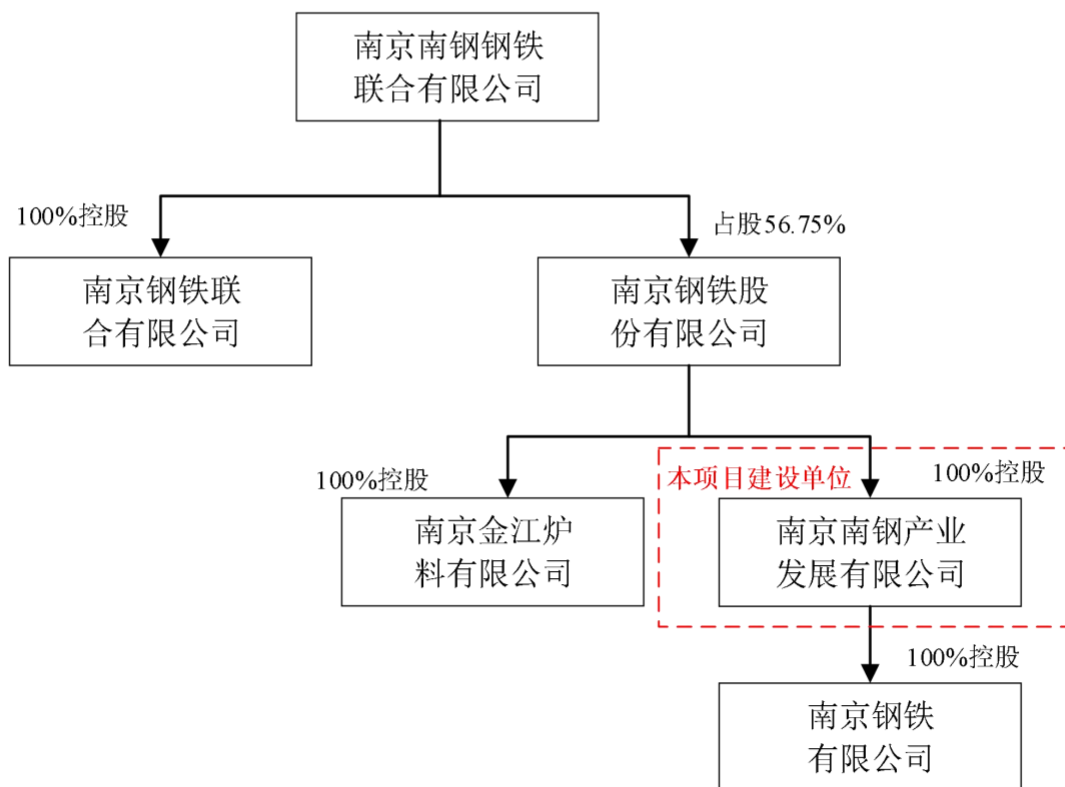 南京南钢钢铁
联合有限公司
100%控股
占股56.75%
南京钢铁联
合有限公司
南京钢铁股
份有限公司
100%控股
本项目建设单位
100%控股
南京金江炉
料有限公司
南京南钢产业
发展有限公司
100%控股
南京钢铁
有限公司